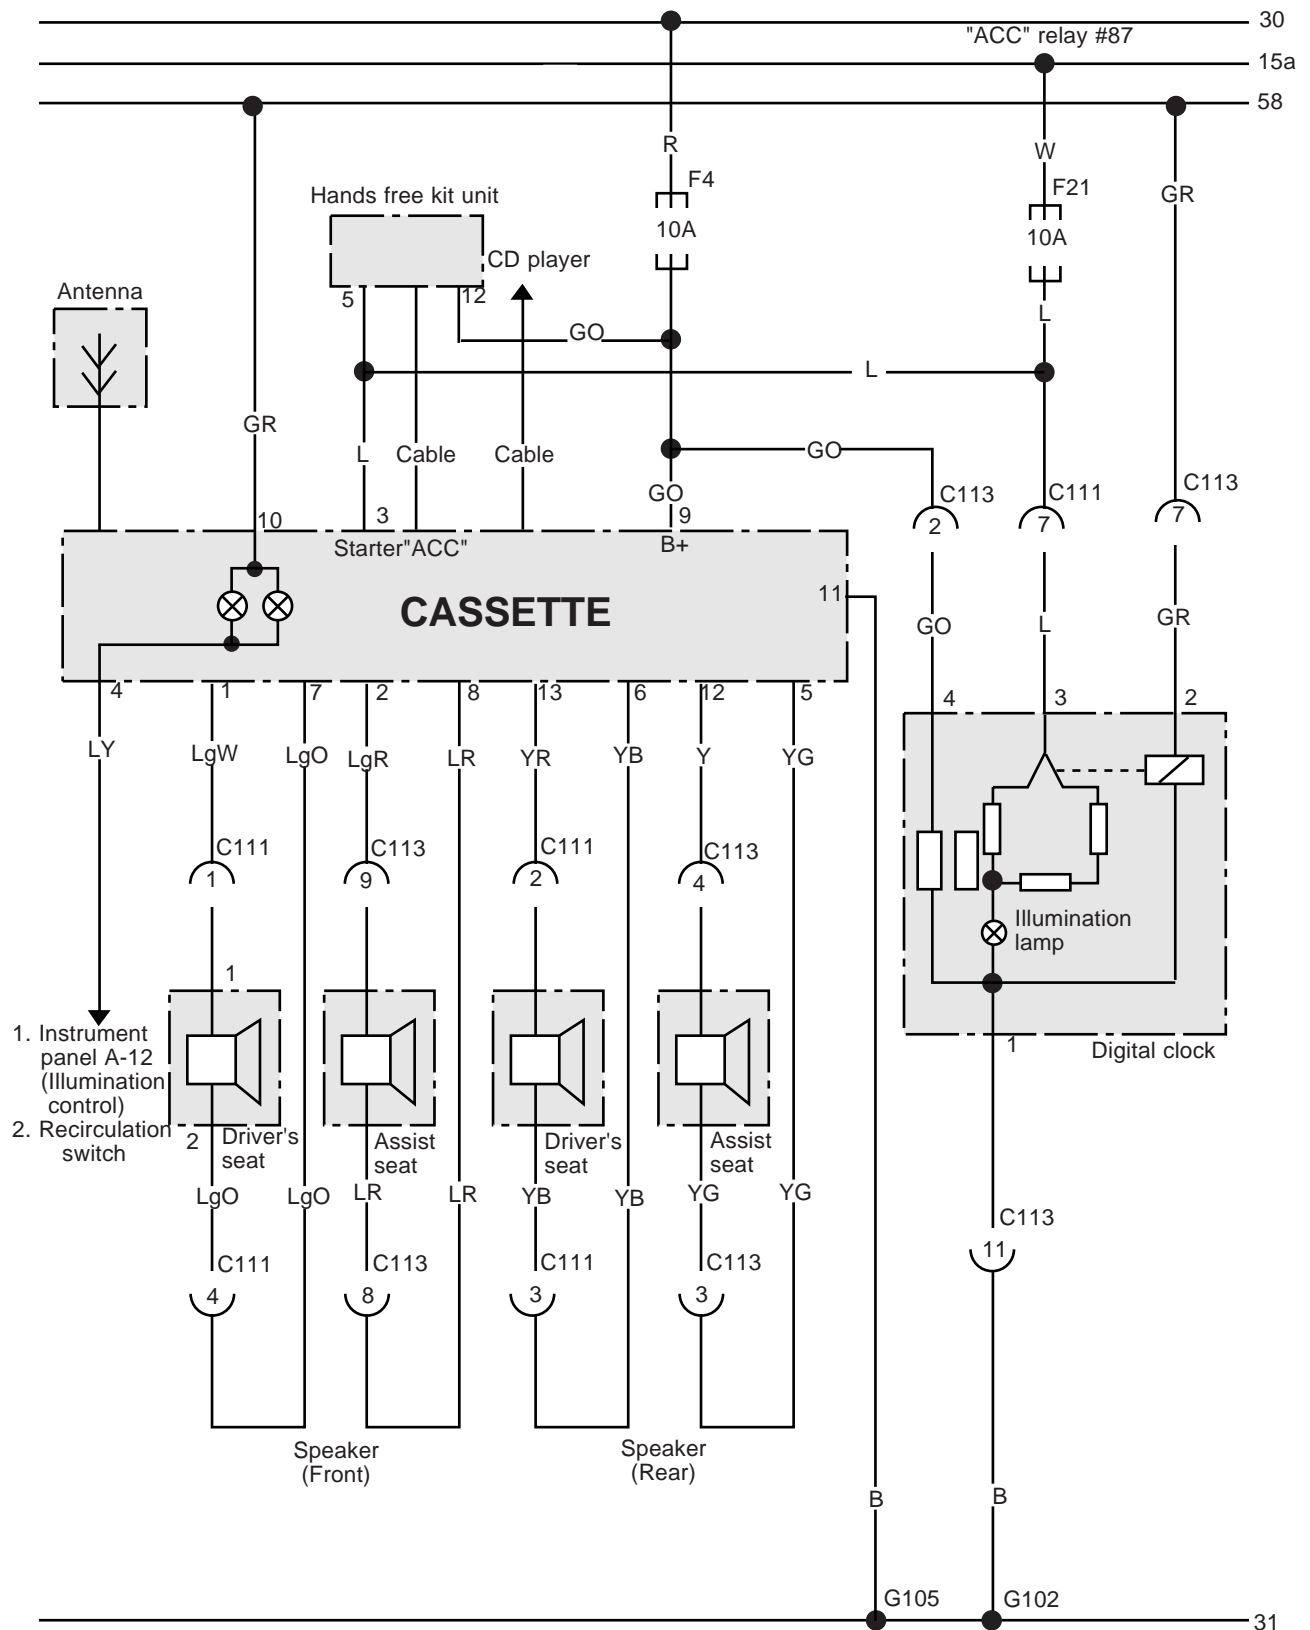 30
"ACC" relay #87
15a
58
R
W
F4
F21
GR
Hands free kit unit
10A
10A
CD player
Antenna
5
12
L
GO
L
GR
L
Cable
Cable
GO
GO
C113
C111
C113
10
3
9
2
7
7
Starter"ACC"
B+
CASSETTE
11
GO
L
GR
4
1
7
2
8
13
6
12
5
4
3
2
LY
LgW
LgO
LgR
LR
YR
YB
Y
YG
C111
C113
C111
C113
1
9
2
4
Illumination
lamp
1
1. Instrument
panel A-12
(Illumination
control)
2. Recirculation
switch
1
Digital clock
2
Driver's
seat
Assist
seat
Driver's
seat
Assist
seat
LgO
LgO
LR
LR
YB
YB
YG
YG
C113
11
C111
C113
C111
C113
4
8
3
3
Speaker
(Front)
Speaker
(Rear)
B
B
G105
G102
31